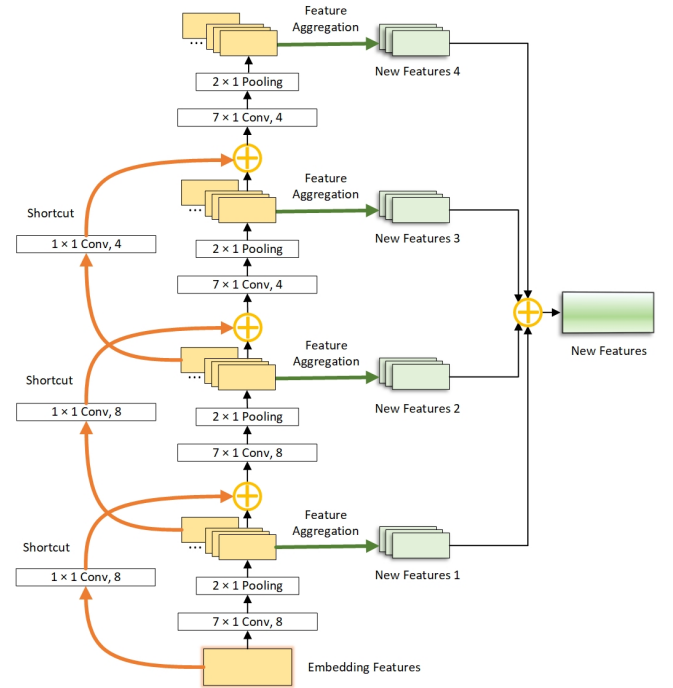 Feature
Aggregation
...
New Features 4
2 × 1 Pooling
7 × 1 Conv, 4
Feature
Aggregation
Shortcut
...
New Features 3
1 × 1 Conv, 4
2 × 1 Pooling
7 × 1 Conv, 4
Feature
Aggregation
New Features
...
Shortcut
New Features 2
1 × 1 Conv, 8
2 × 1 Pooling
7 × 1 Conv, 8
Feature
Aggregation
Shortcut
...
New Features 1
1 × 1 Conv, 8
2 × 1 Pooling
7 × 1 Conv, 8
Embedding Features